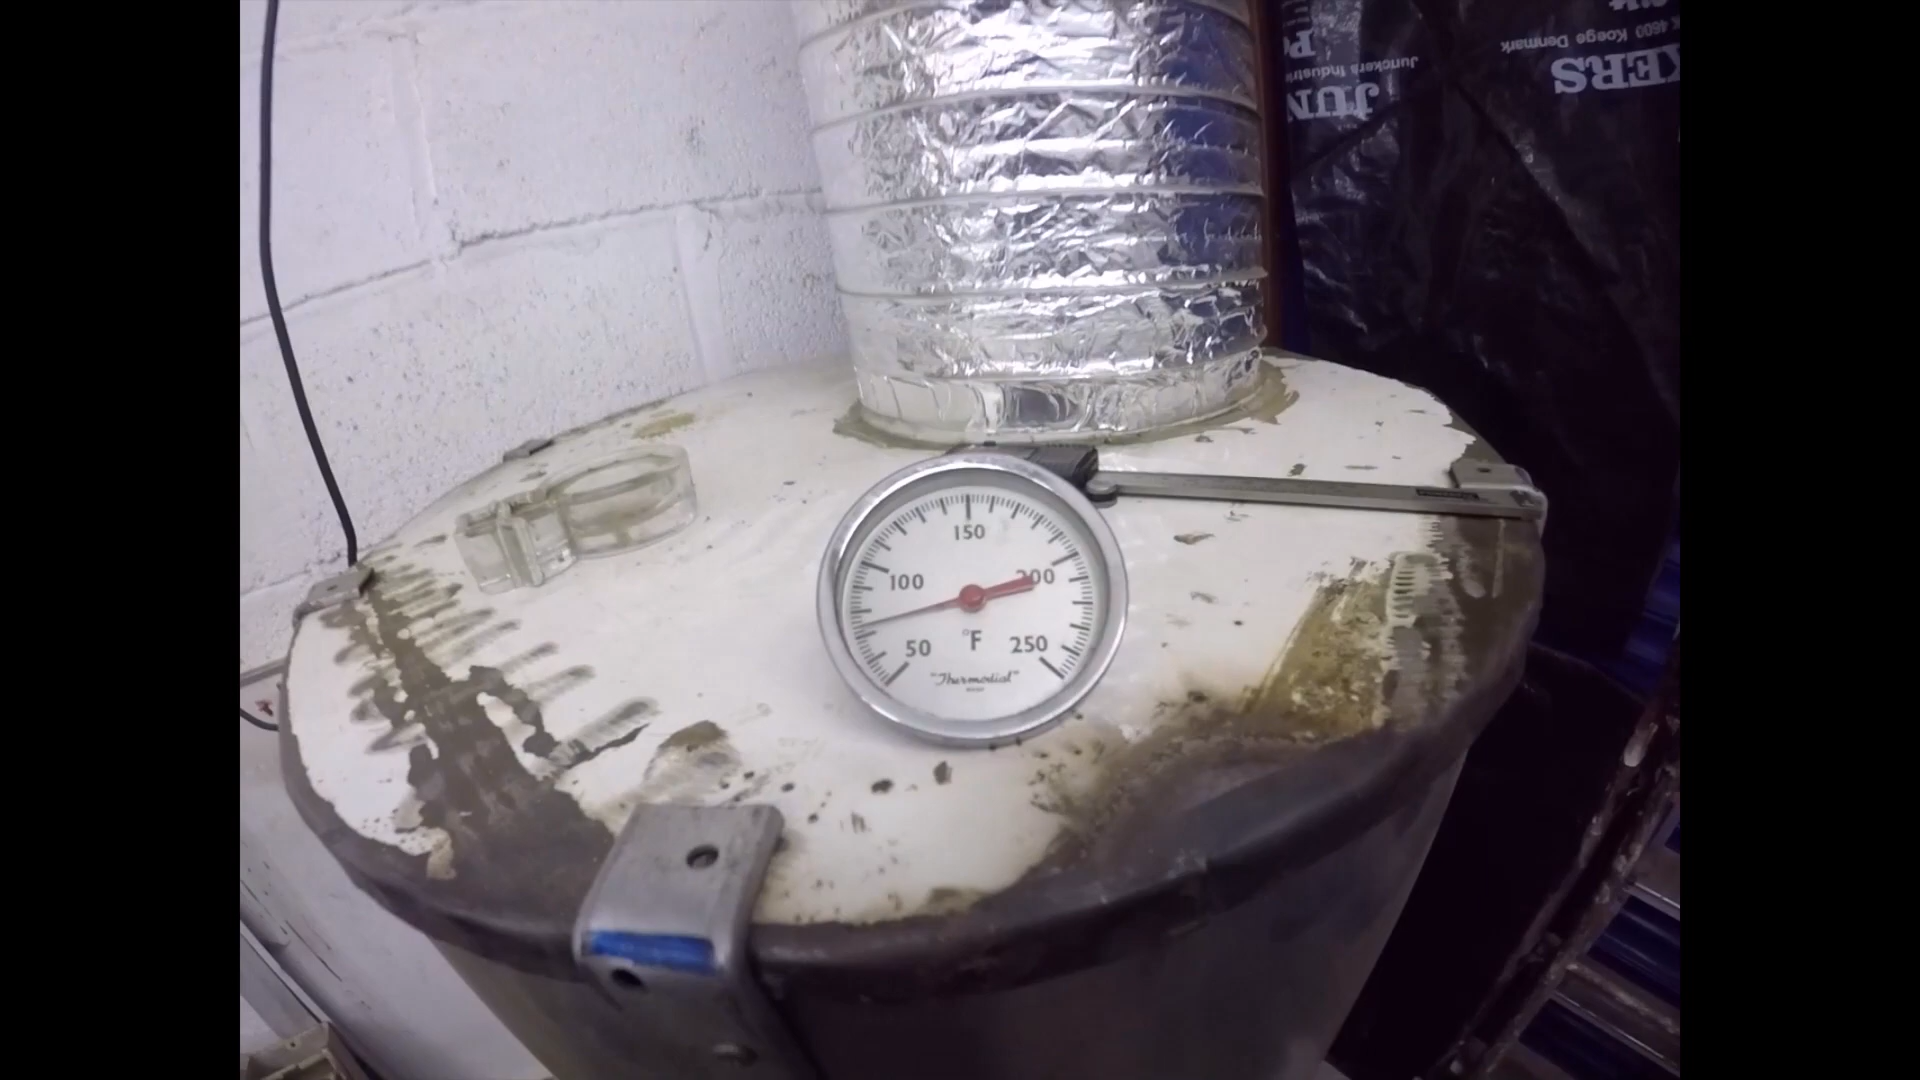 4600 Koege Denmark
Junckers Industri
KERS
JUN
150
100
200
50
°F
250
"Thermodial"